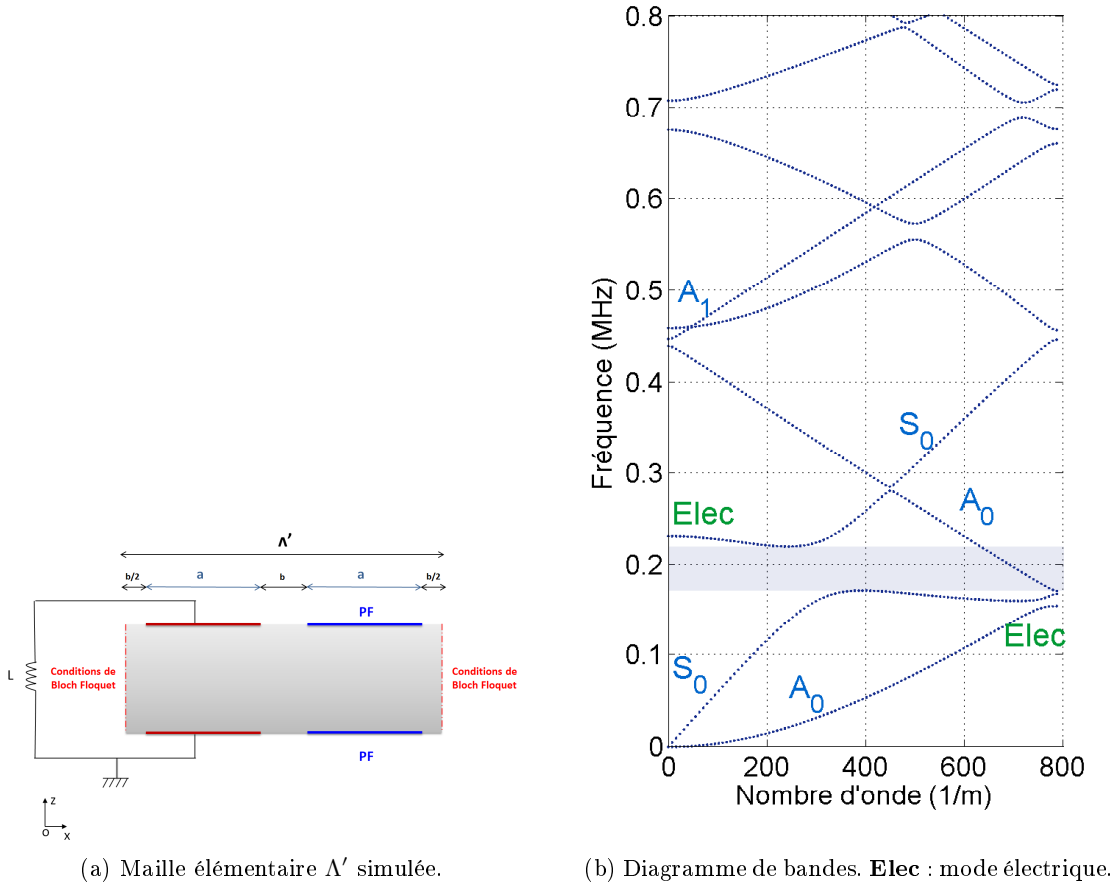 Λ'
b/2
a
b
a
b/2
PF
L
Conditions de
Bloch Floquet
Conditions de
Bloch Floquet
PF
z
o
x
(a) Maille élémentaire Λ′ simulée.
0.8
0.7
0.6
0.5
0.4
0.3
0.2
0.1
0
Fréquence (MHz)
A1
S0
A0
Elec
Elec
S0
A0
0
200
400
600
800
Nombre d'onde (1/m)
(b) Diagramme de bandes. Elec : mode électrique.